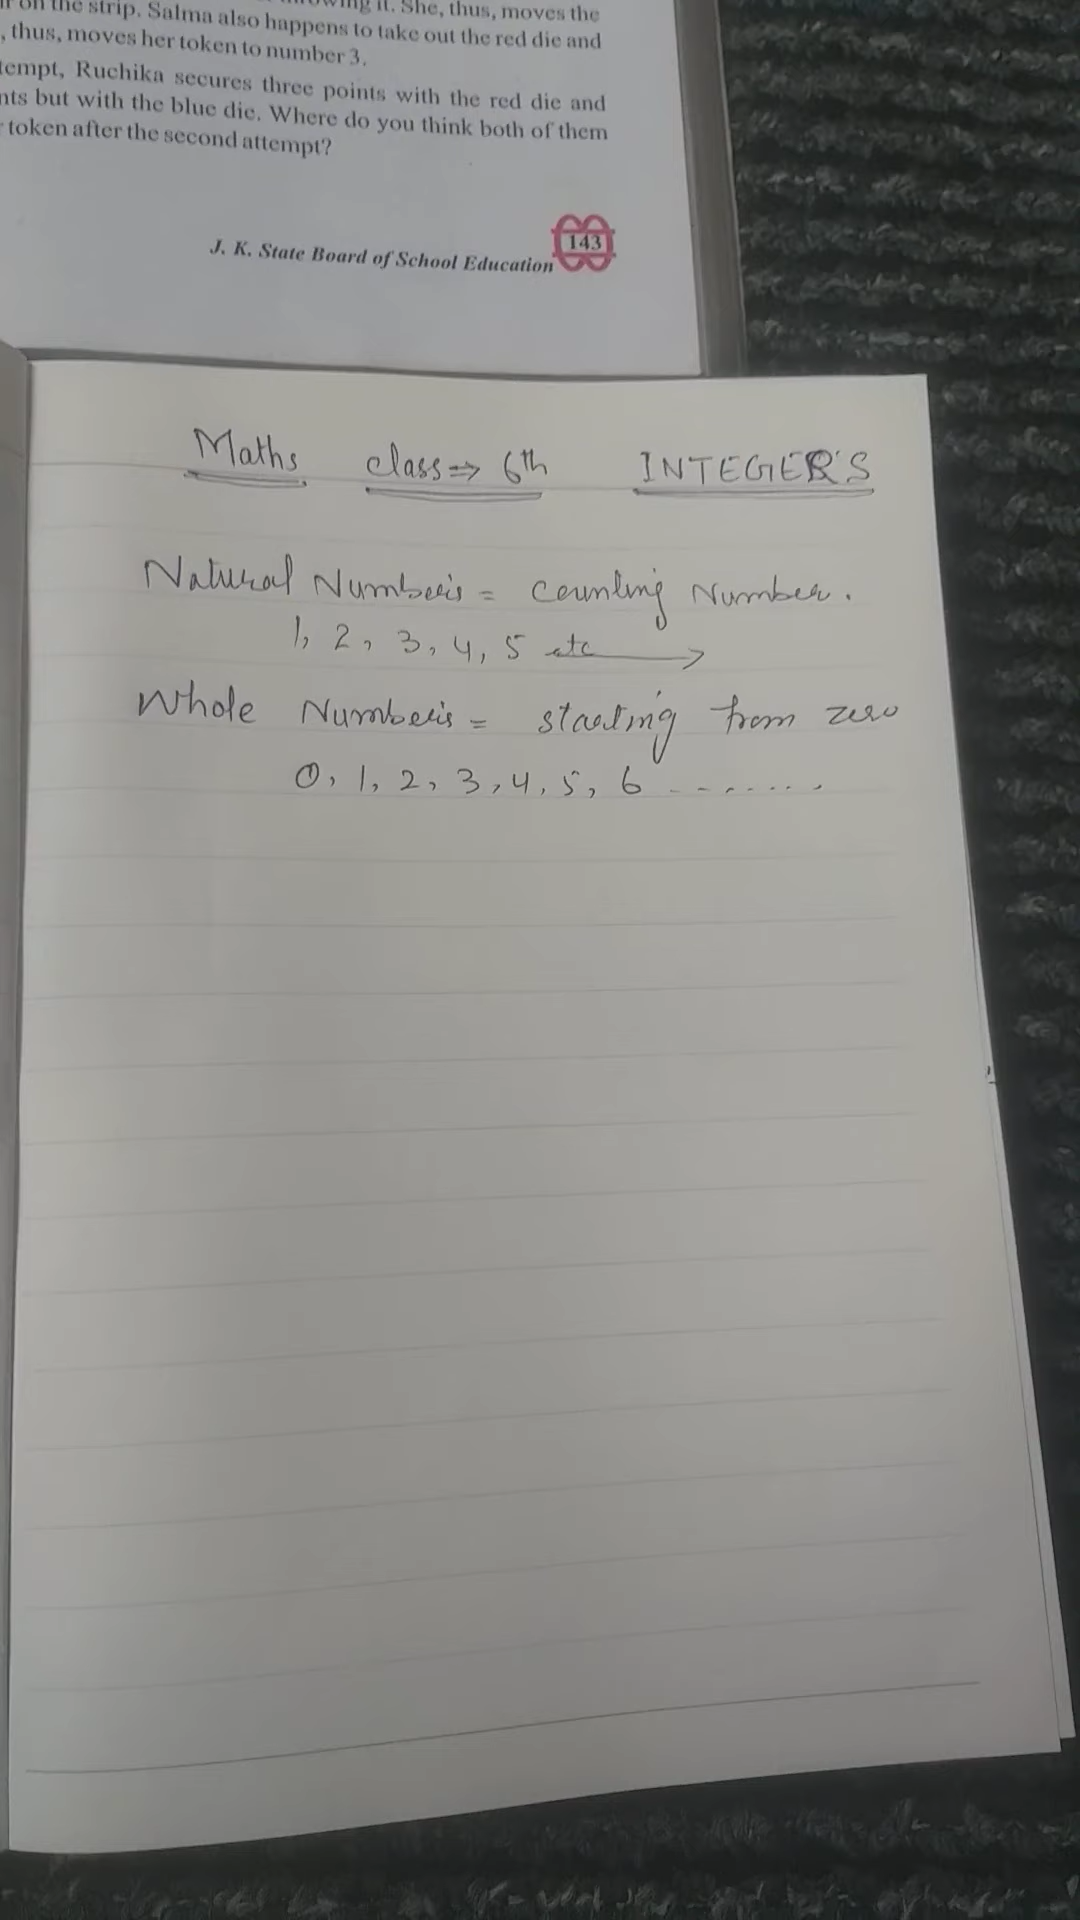 the strip. Salma also happens to take out the red die and
, thus, moves her token to number 3.
tempt, Ruchika secures three points with the red die and
nts but with the blue die. Where do you think both of them
token after the second attempt?
J. K. State Board of School Education
143
Maths class ⇒ 6th INTEGER'S
Natural Numbers = Counting Number.
1, 2, 3, 4, 5 etc →
Whole Numbers = starting from zero
0, 1, 2, 3, 4, 5, 6 ........